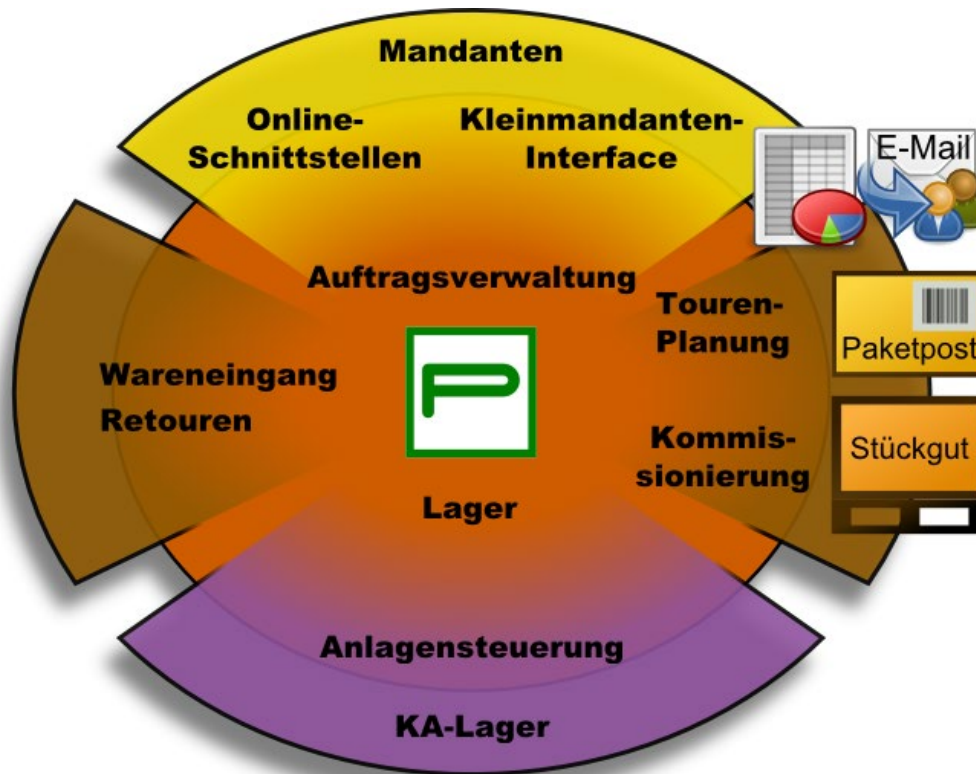 Mandanten
Online-
Schnittstellen
Kleinmandanten-
Interface
E-Mail
Auftragsverwaltung
Touren-
Planung
Paketpost
Wareneingang
Retouren
P
Kommis-
sionierung
Stückgut
Lager
Anlagensteuerung
KA-Lager